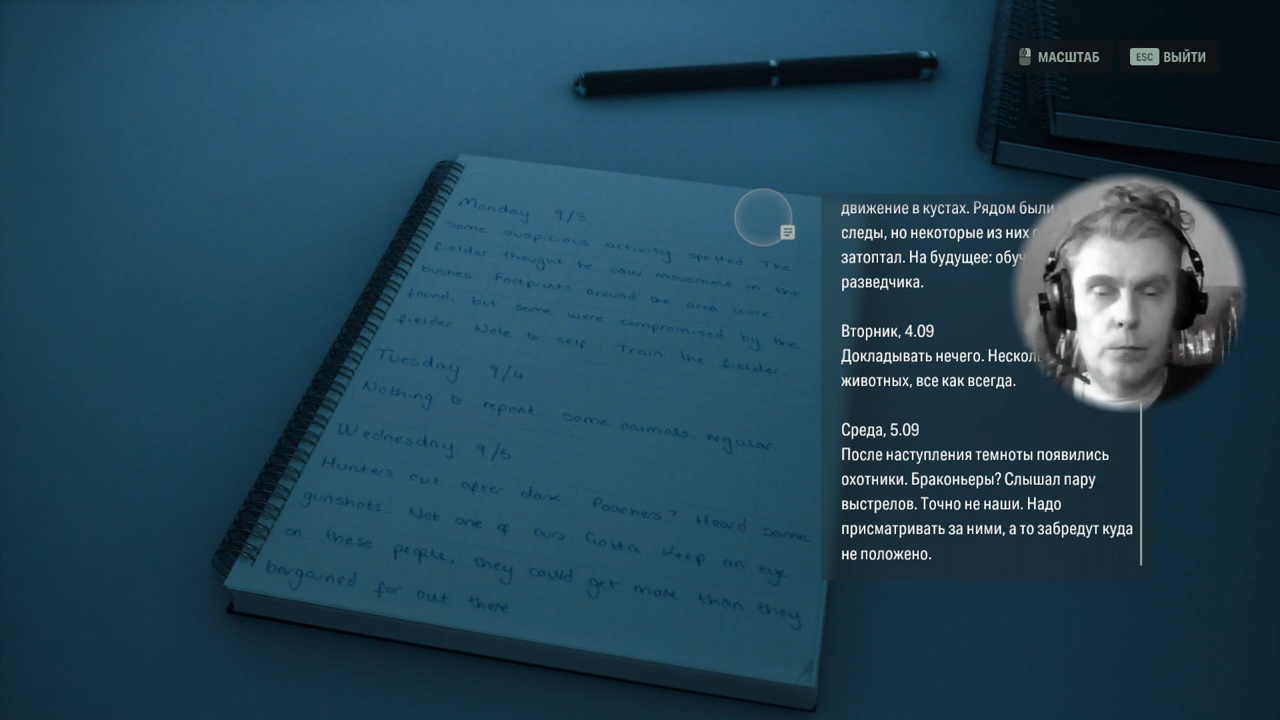 МАСШТАБ
ESC ВЫЙТИ
Monday 9/3
Some suspicious activity spotted. The
fielder thought he saw movement in the
bushes. Footprints around the area were
found, but some were compromised by the
fielder. Note to self. Train the fielder.
Tuesday 9/4
Nothing to report. Some animals, regular.
Wednesday 9/5
Hunters out after dark. Poachers? Heard some
gunshots. Not one of ours. Gotta keep an eye
on these people, they could get more than they
bargained for out there
движение в кустах. Рядом были
следы, но некоторые из них
затоптал. На будущее:
разведчика.
Вторник, 4.09
Докладывать нечего.
животных, все как всегда.
Среда, 5.09
После наступления темноты появились
охотники. Браконьеры? Слышал пару
выстрелов. Точно не наши. Надо
присматривать за ними, а то забредут куда
не положено.